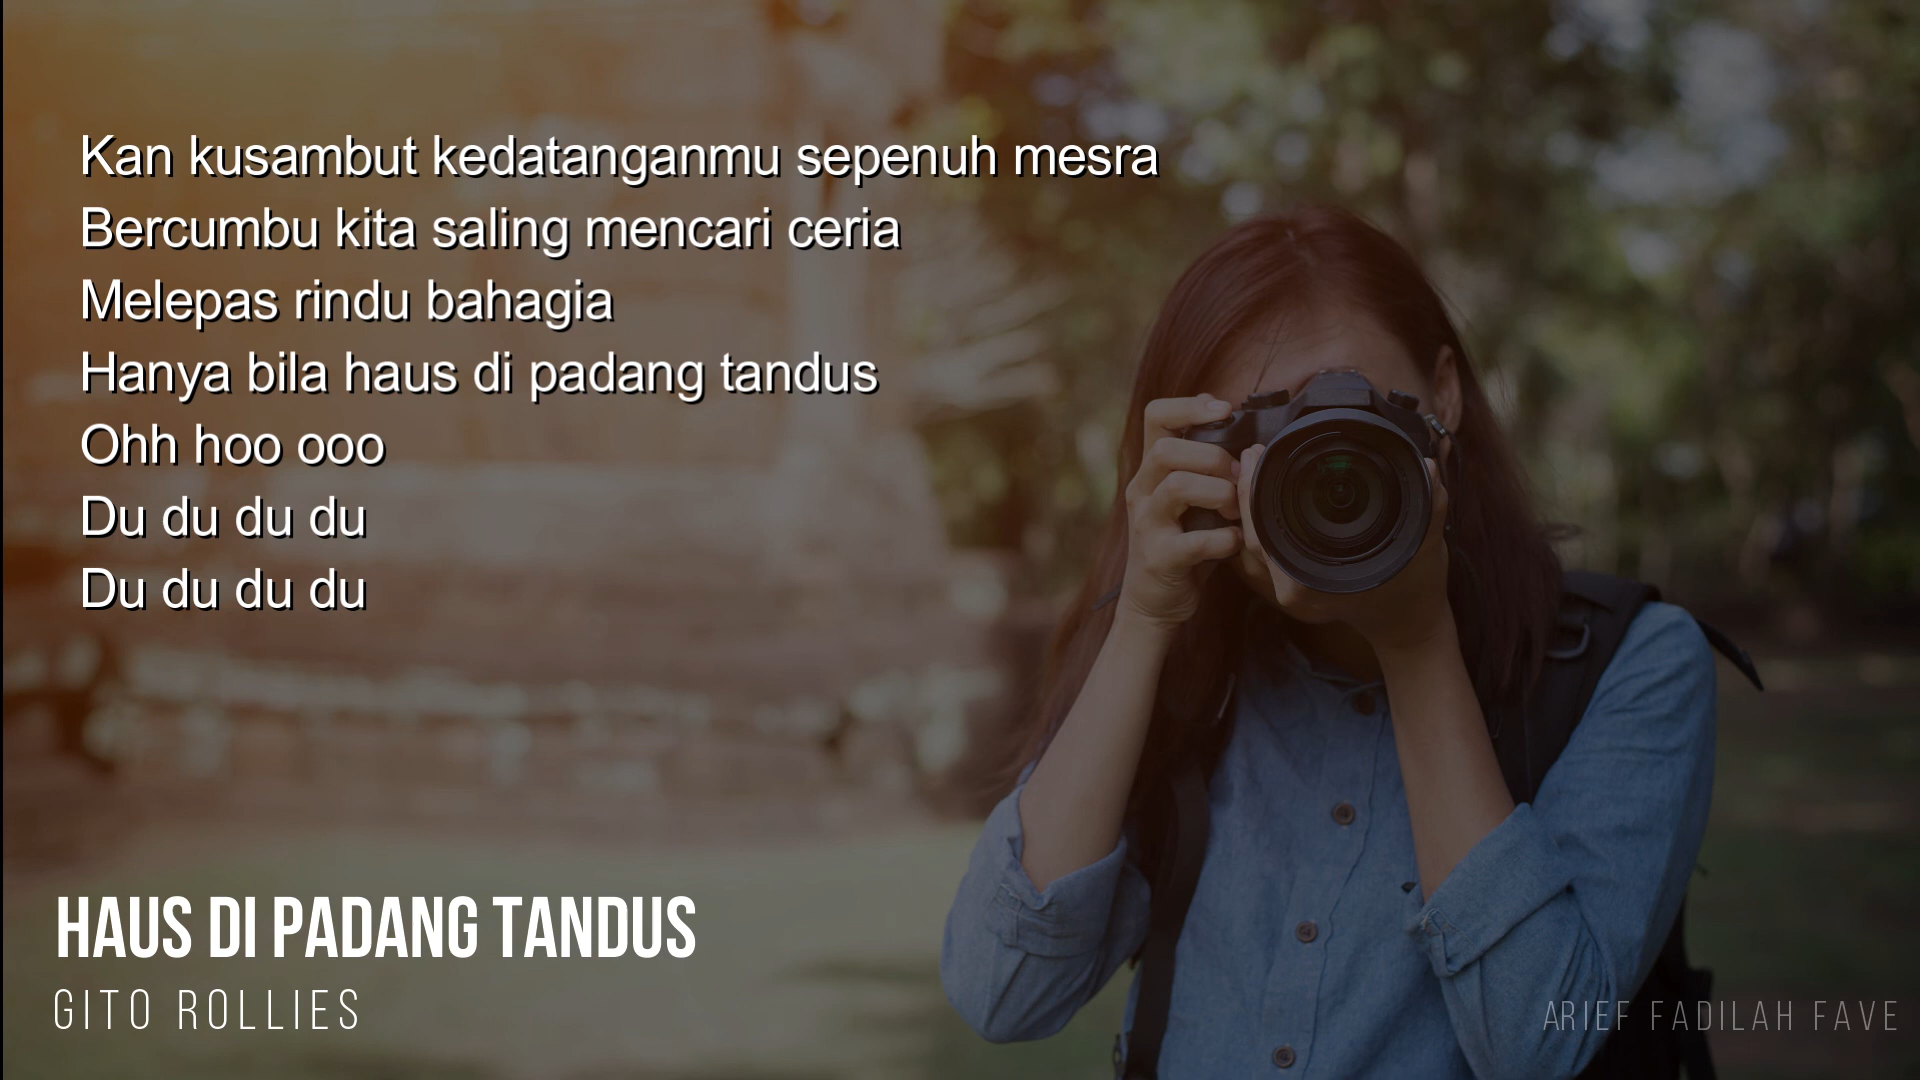 Kan kusambut kedatanganmu sepenuh mesra
Bercumbu kita saling mencari ceria
Melepas rindu bahagia
Hanya bila haus di padang tandus
Ohh hoo ooo
Du du du du
Du du du du
HAUS DI PADANG TANDUS
GITO ROLLIES
ARIEF FADILAH FAVE